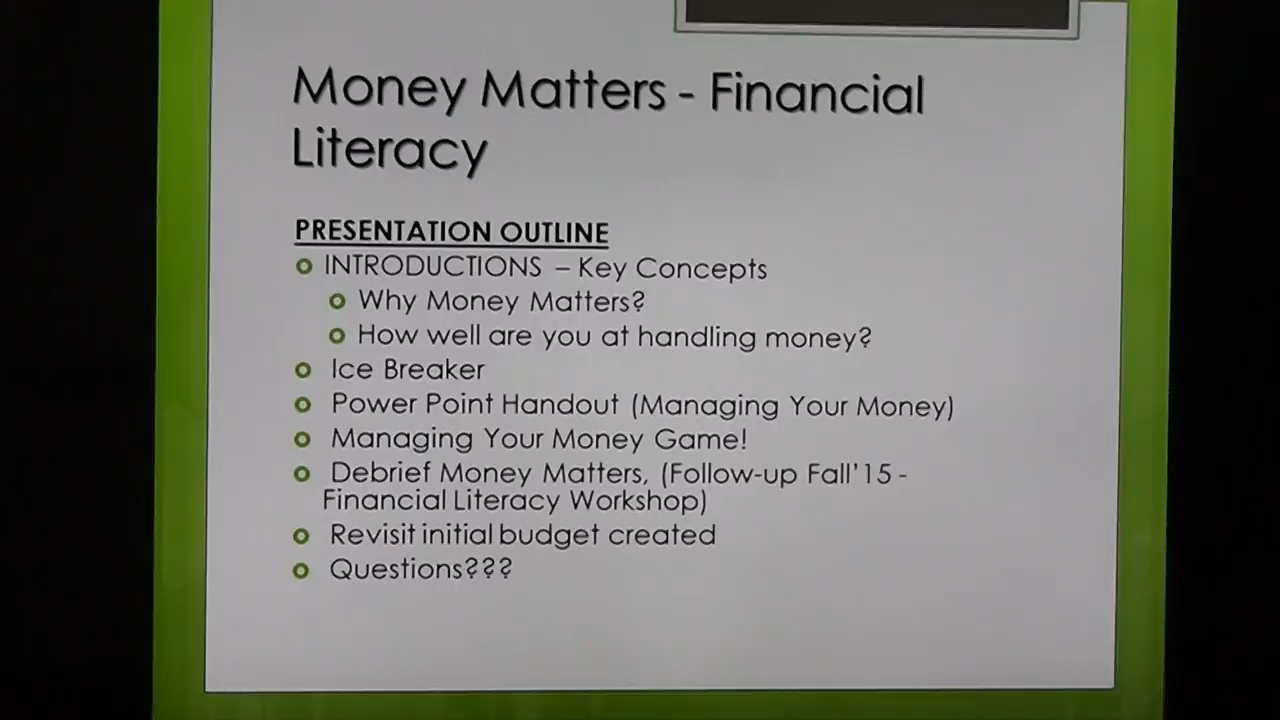 Money Matters - Financial
Literacy
PRESENTATION OUTLINE
INTRODUCTIONS – Key Concepts
Why Money Matters?
How well are you at handling money?
Ice Breaker
Power Point Handout (Managing Your Money)
Managing Your Money Game!
Debrief Money Matters, (Follow-up Fall'15 -
Financial Literacy Workshop)
Revisit initial budget created
Questions???